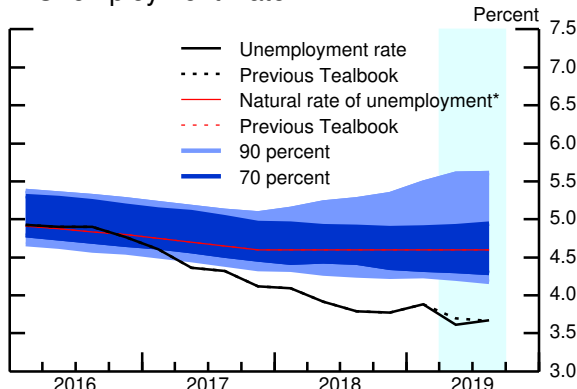 Percent
Unemployment rate
Previous Tealbook
Natural rate of unemployment*
Previous Tealbook
90 percent
70 percent
7.5
7.0
6.5
6.0
5.5
5.0
4.5
4.0
3.5
3.0
2016 2017 2018 2019